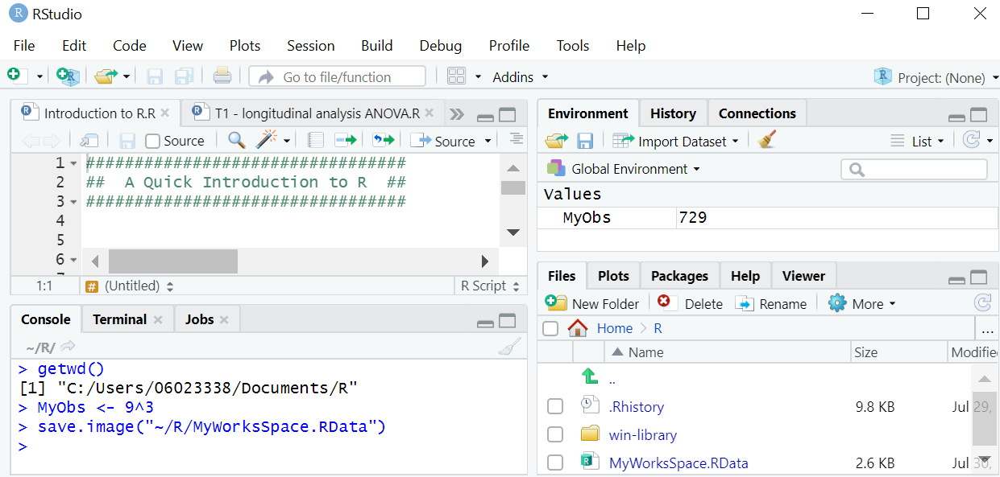 RStudio
File Edit Code View Plots Session Build Debug Profile Tools Help
Go to file/function Addins Project: (None)
Introduction to R.R T1 - longitudinal analysis ANOVA.R
Source Source
1 #################################
2 ## A Quick Introduction to R ##
3 #################################
4
5
6
1:1 # (Untitled) R Script
Console Terminal Jobs
~/R/
> getwd()
[1] "C:/Users/06023338/Documents/R"
> MyObs <- 9^3
> save.image("~/R/MyWorksSpace.RData")
>
Environment History Connections
Import Dataset List
Global Environment
Values
MyObs 729
Files Plots Packages Help Viewer
New Folder Delete Rename More
Home R ...
Name Size Modifie
..
.Rhistory 9.8 KB Jul 29,
win-library
MyWorksSpace.RData 2.6 KB Jul 30,